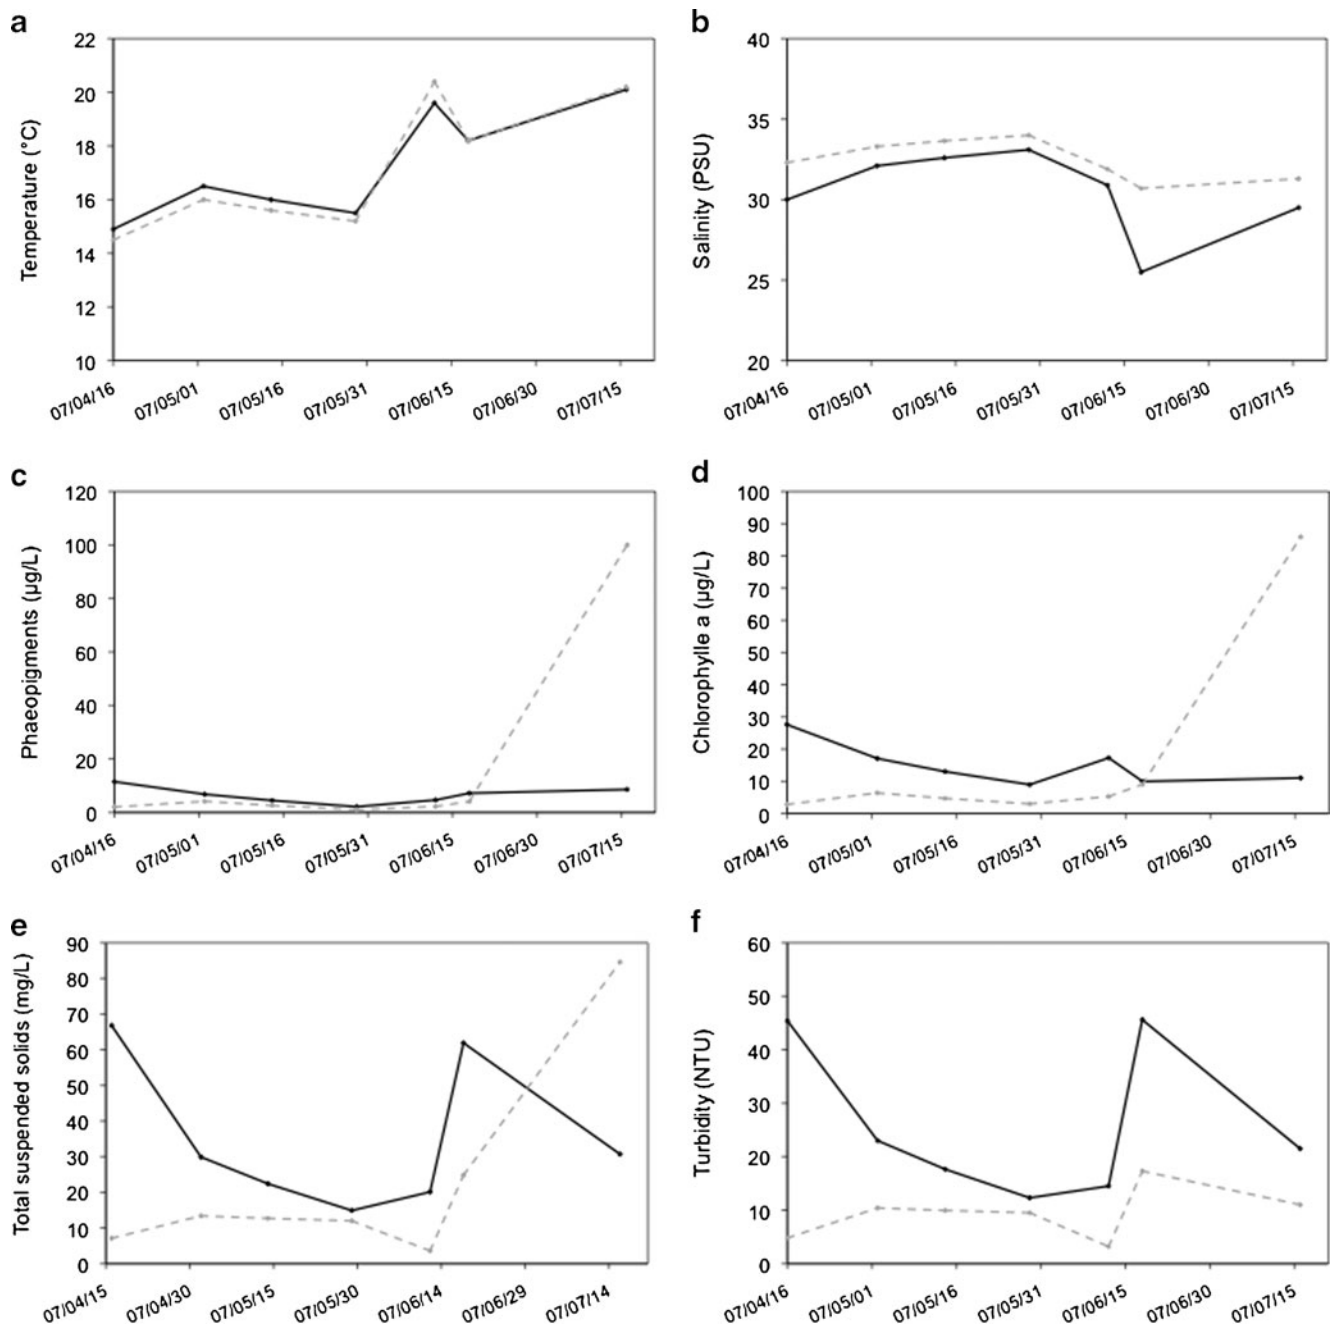 a
22
20
18
16
14
12
10
Temperature (°C)
07/04/16 07/05/01 07/05/16 07/05/31 07/06/15 07/06/30 07/07/15
b
40
35
30
25
20
Salinity (PSU)
07/04/16 07/05/01 07/05/16 07/05/31 07/06/15 07/06/30 07/07/15
c
120
100
80
60
40
20
0
Phaeopigments (µg/L)
07/04/16 07/05/01 07/05/16 07/05/31 07/06/15 07/06/30 07/07/15
d
100
90
80
70
60
50
40
30
20
10
0
Chlorophylle a (µg/L)
07/04/16 07/05/01 07/05/16 07/05/31 07/06/15 07/06/30 07/07/15
e
90
80
70
60
50
40
30
20
10
0
Total suspended solids (mg/L)
07/04/15 07/04/30 07/05/15 07/05/30 07/06/14 07/06/29 07/07/14
f
60
50
40
30
20
10
0
Turbidity (NTU)
07/04/16 07/05/01 07/05/16 07/05/31 07/06/15 07/06/30 07/07/15